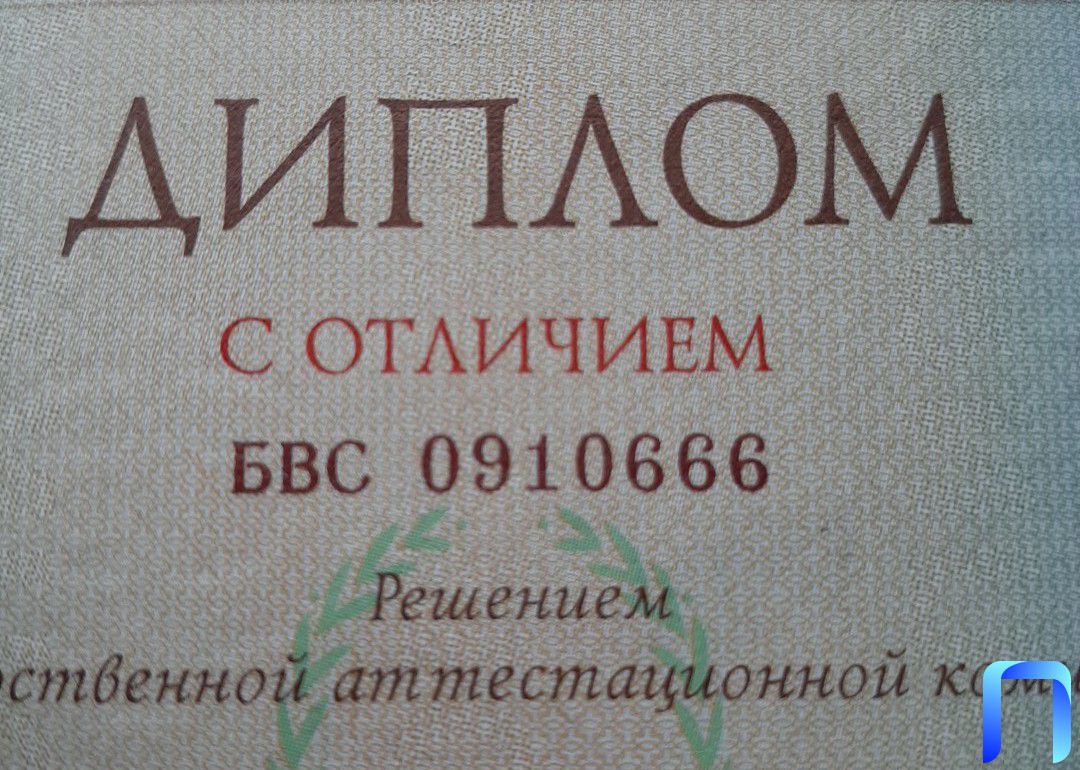 ДИПЛОМ
С ОТЛИЧИЕМ
БВС 0910666
Решением
аттестационной